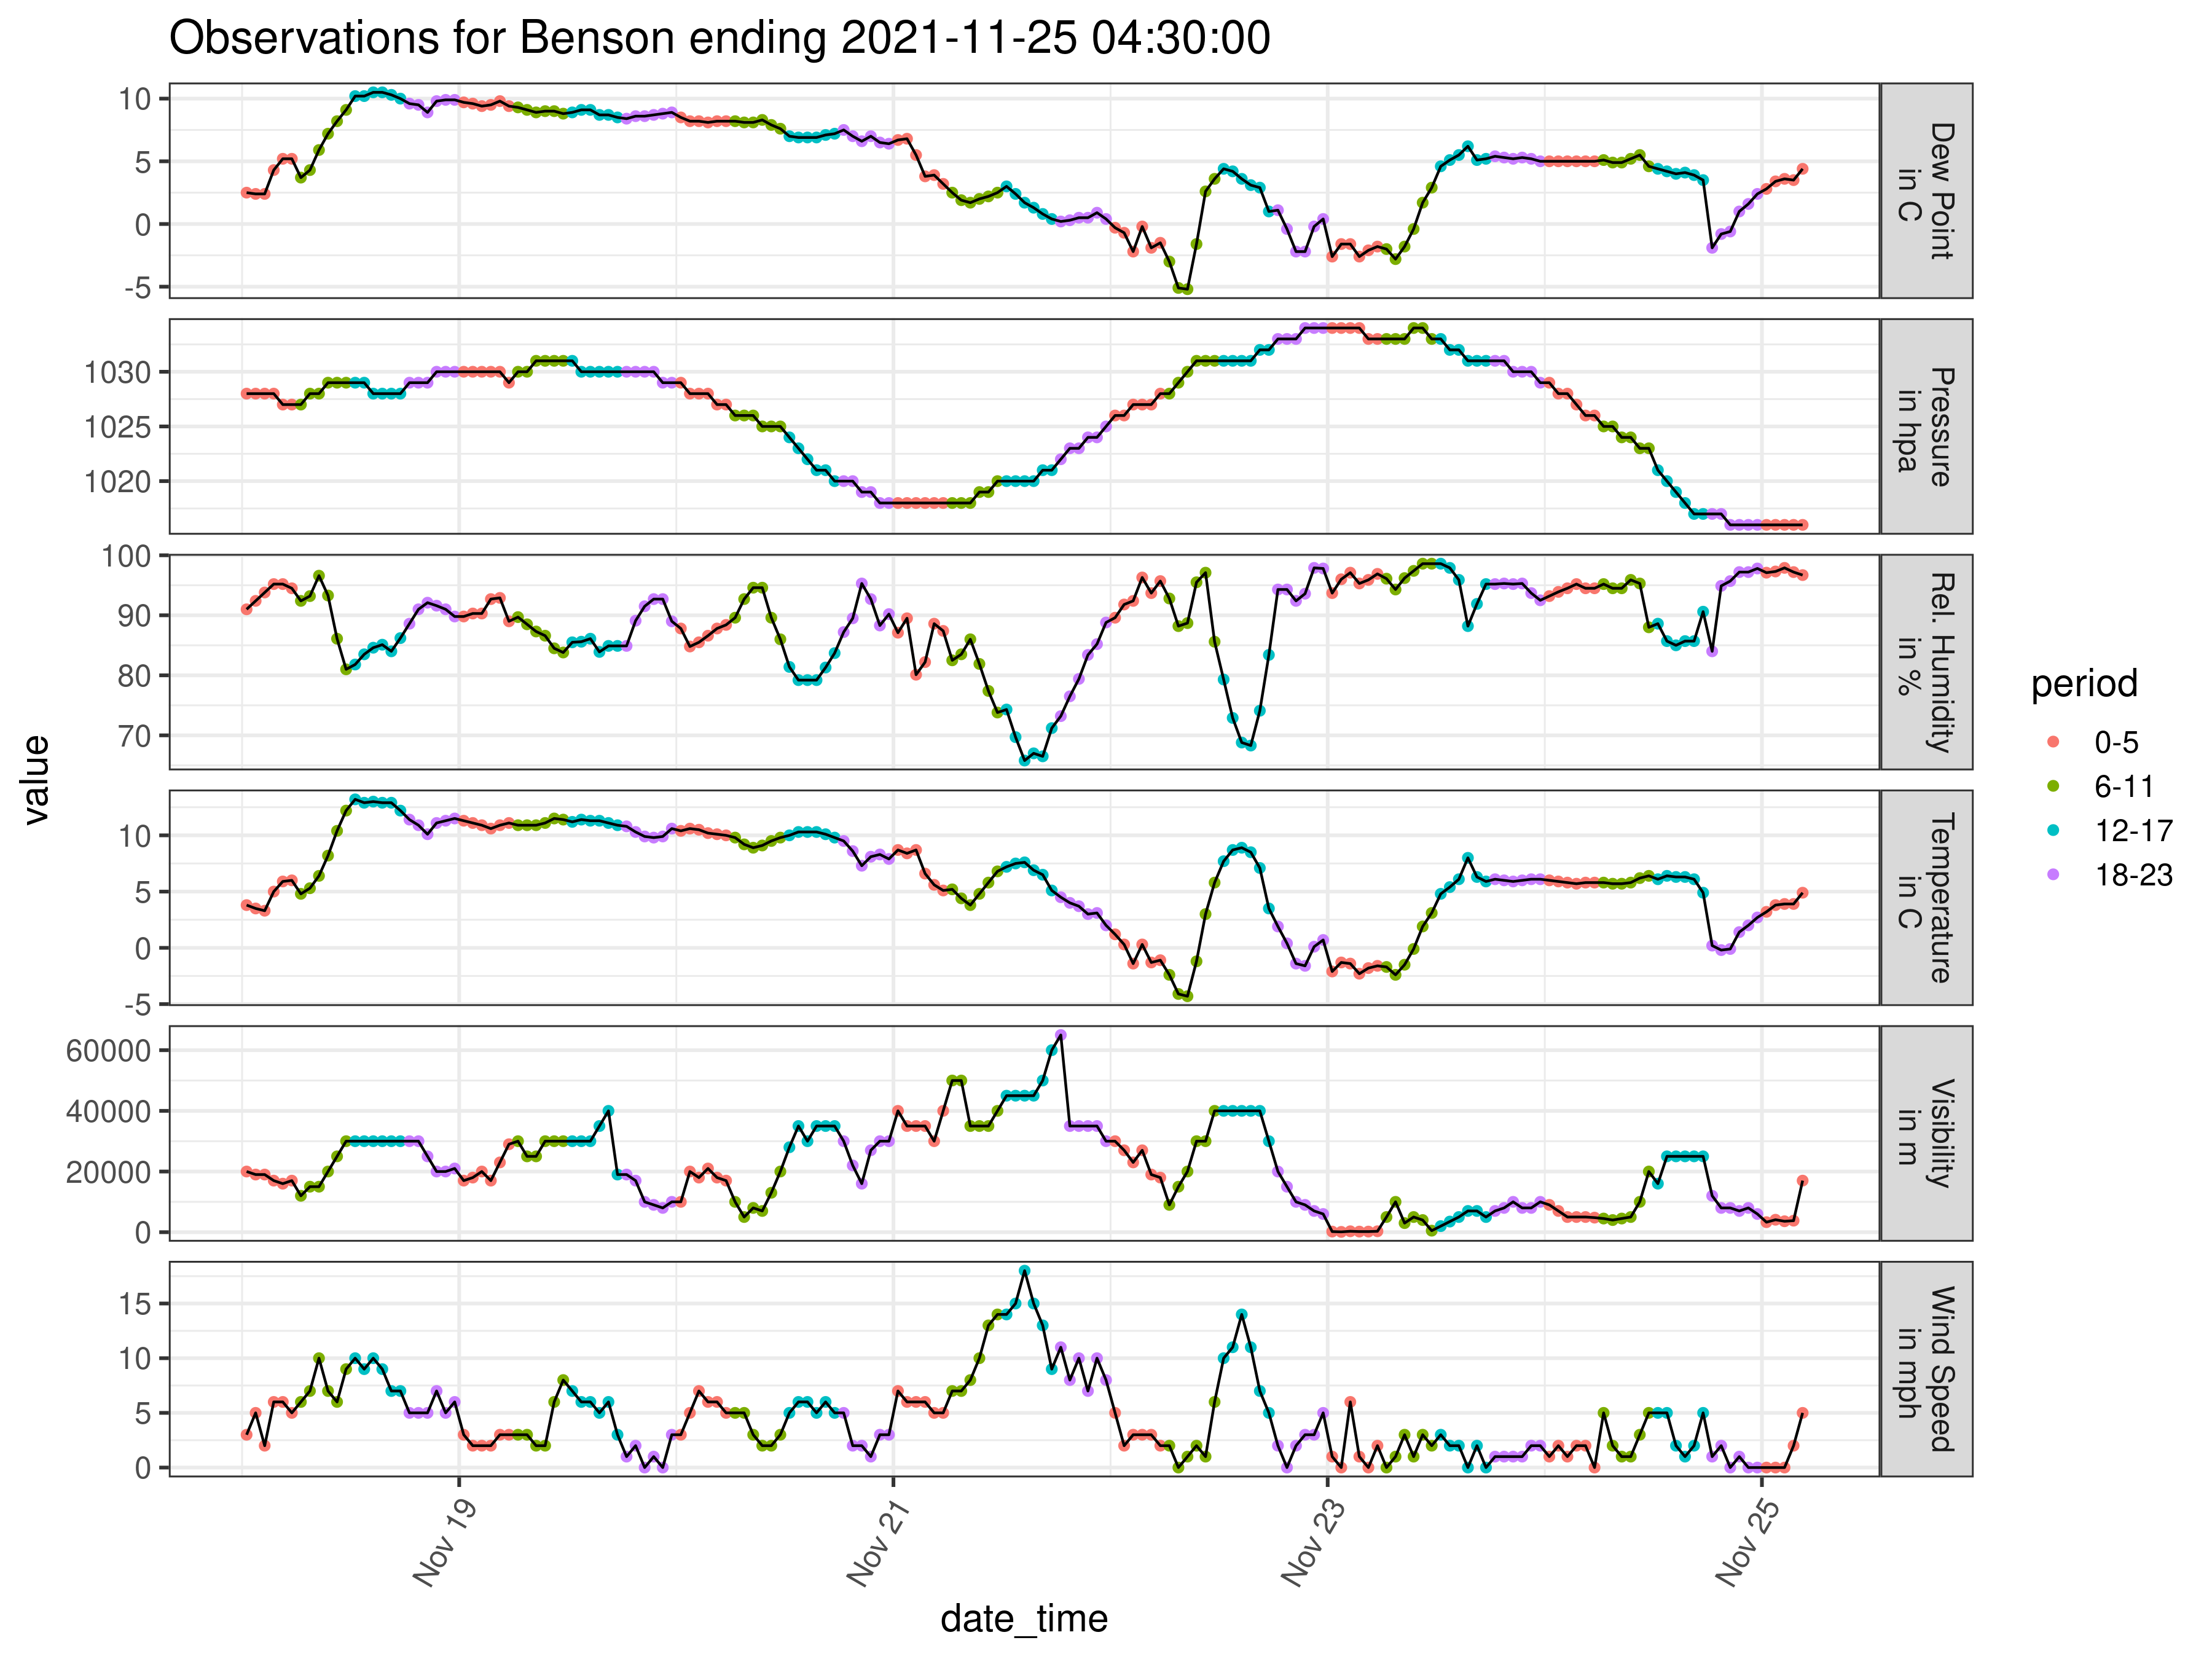 Observations for Benson ending 2021-11-25 04:30:00
value
10
5
0
-5
Dew Point
in C
1030
1025
1020
Pressure
in hpa
100
90
80
70
Rel. Humidity
in %
10
5
0
-5
Temperature
in C
60000
40000
20000
0
Visibility
in m
15
10
5
0
Wind Speed
in mph
Nov 19
Nov 21
Nov 23
Nov 25
date_time
period
0-5
6-11
12-17
18-23